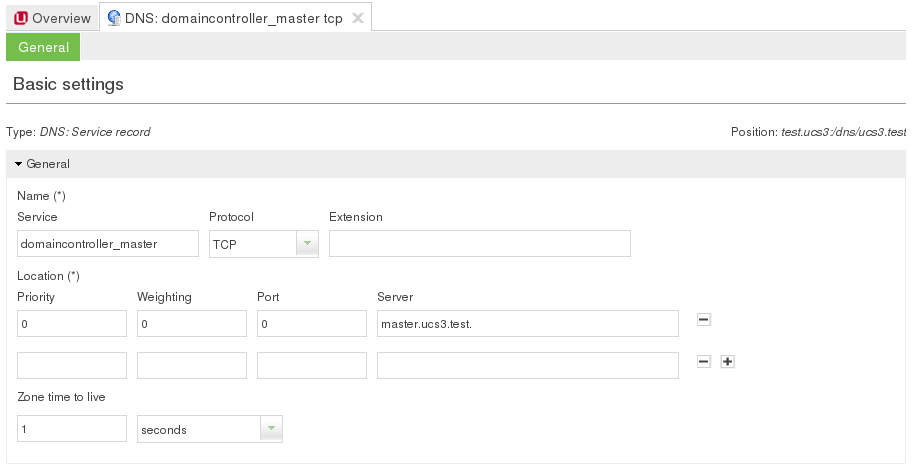 Overview DNS: domaincontroller_master tcp
General
Basic settings
Type: DNS: Service record Position: test.ucs3:/dns/ucs3.test
General
Name (*)
Service Protocol Extension
domaincontroller_master TCP
Location (*)
Priority Weighting Port Server
0 0 0 master.ucs3.test.
Zone time to live
1 seconds